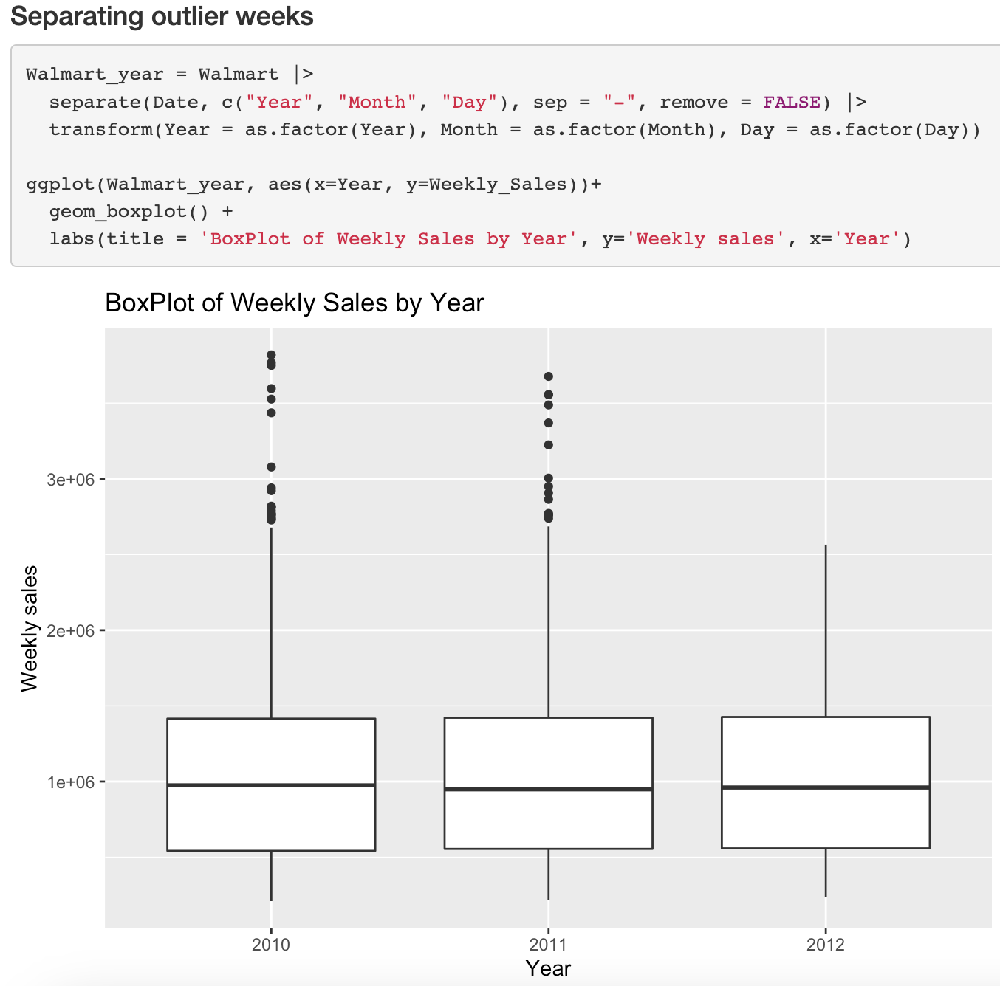 Separating outlier weeks
Walmart_year = Walmart |>
  separate(Date, c("Year", "Month", "Day"), sep = "-", remove = FALSE) |>
  transform(Year = as.factor(Year), Month = as.factor(Month), Day = as.factor(Day))
ggplot(Walmart_year, aes(x=Year, y=Weekly_Sales))+
  geom_boxplot() +
  labs(title = 'BoxPlot of Weekly Sales by Year', y='Weekly sales', x='Year')
BoxPlot of Weekly Sales by Year
3e+06
2e+06
1e+06
Weekly sales
2010 2011 2012
Year